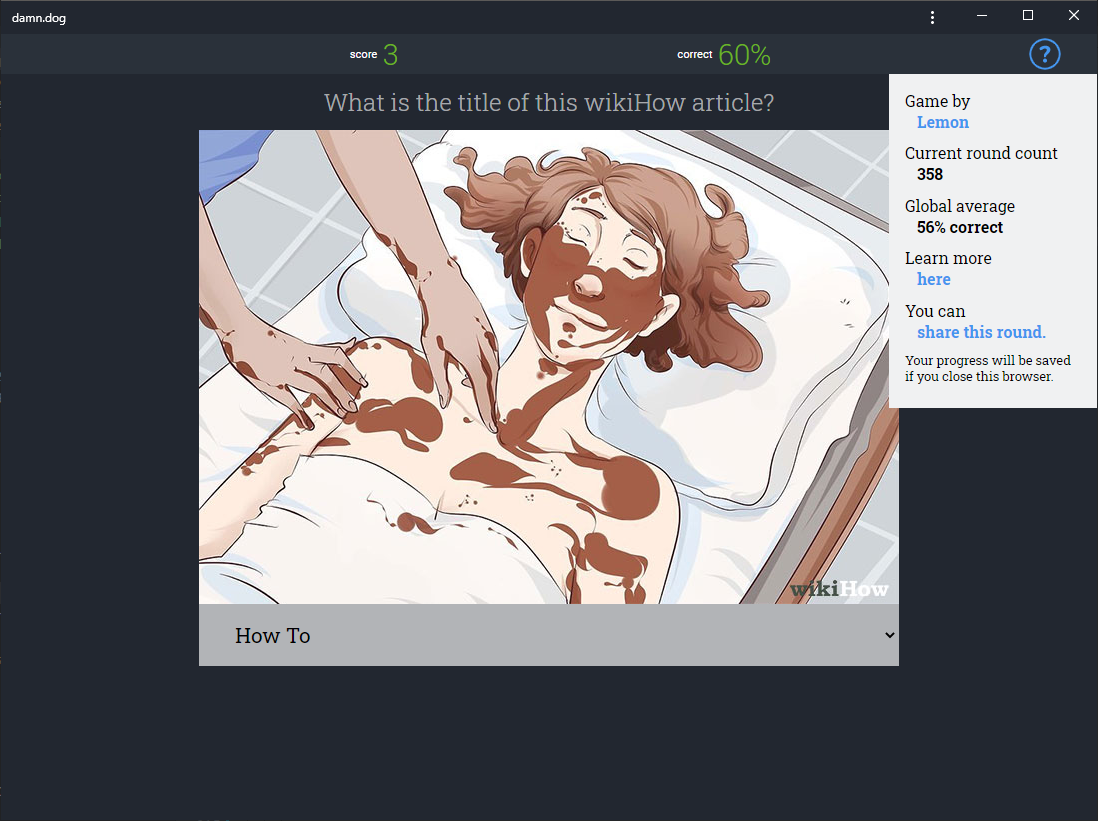 damn.dog
score 3
correct 60%
?
What is the title of this wikiHow article?
Game by
Lemon
Current round count
358
Global average
56% correct
Learn more
here
You can
share this round.
Your progress will be saved
if you close this browser.
wikiHow
How To